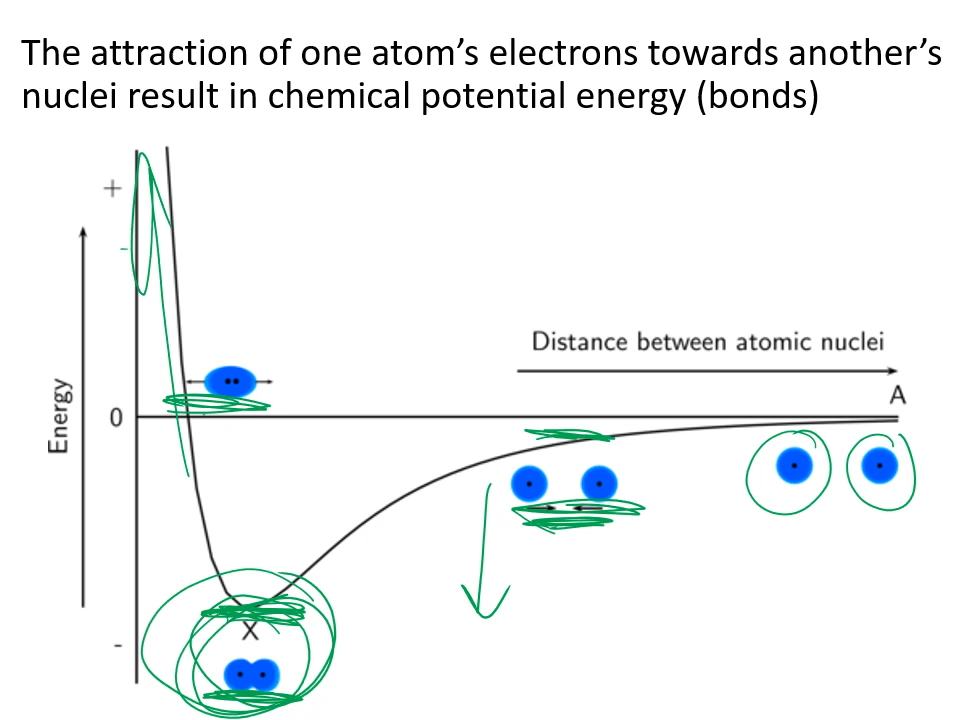 The attraction of one atom’s electrons towards another’s
nuclei result in chemical potential energy (bonds)
+
-
Distance between atomic nuclei
A
0
Energy
X
-